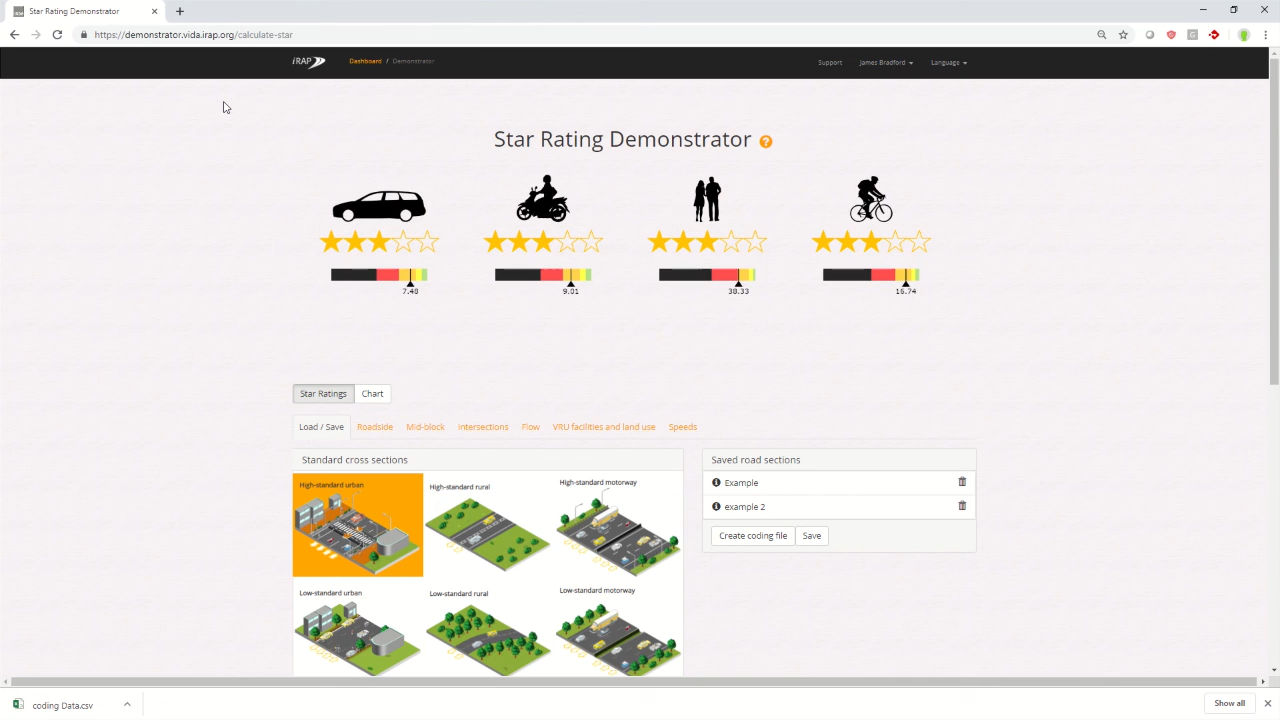 Star Rating Demonstrator
https://demonstrator.vida.irap.org/calculate-star
iRAP
Dashboard / Demonstrator
Support
James Bradford
Language
Star Rating Demonstrator ?
7.48
9.01
38.33
16.74
Star Ratings
Chart
Load / Save
Roadside
Mid-block
Intersections
Flow
VRU facilities and land use
Speeds
Standard cross sections
Saved road sections
High-standard urban
High-standard rural
High-standard motorway
Example
example 2
Create coding file
Save
Low-standard urban
Low-standard rural
Low-standard motorway
coding Data.csv
Show all